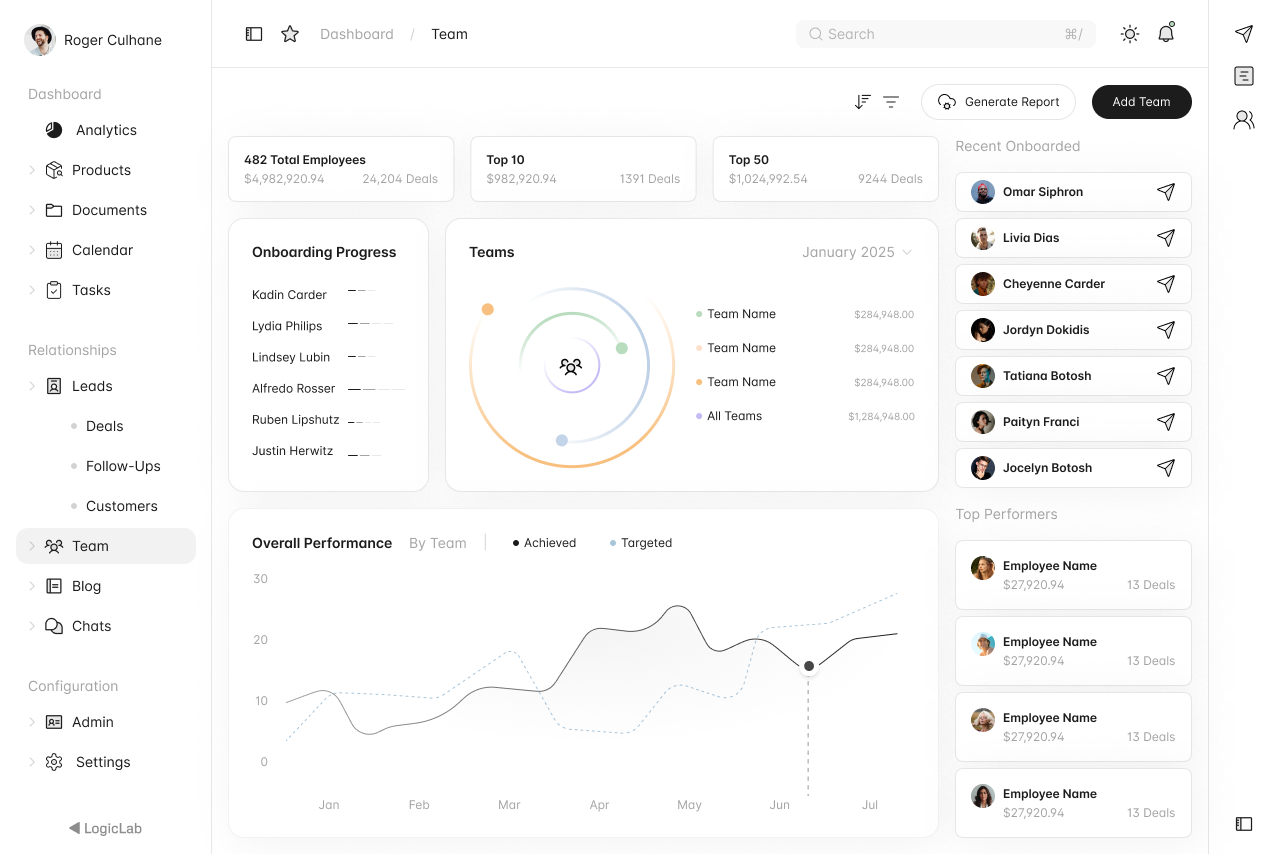 Roger Culhane
Dashboard
Analytics
Products
Documents
Calendar
Tasks
Relationships
Leads
Deals
Follow-Ups
Customers
Team
Blog
Chats
Configuration
Admin
Settings
LogicLab
Dashboard / Team
Search ⌘/
Generate Report
Add Team
482 Total Employees
$4,982,920.94 24,204 Deals
Top 10
$982,920.94 1391 Deals
Top 50
$1,024,992.54 9244 Deals
Onboarding Progress
Kadin Carder
Lydia Philips
Lindsey Lubin
Alfredo Rosser
Ruben Lipshutz
Justin Herwitz
Teams January 2025
Team Name $284,948.00
Team Name $284,948.00
Team Name $284,948.00
All Teams $1,284,948.00
Overall Performance By Team Achieved Targeted
30
20
10
0
Jan Feb Mar Apr May Jun Jul
Recent Onboarded
Omar Siphron
Livia Dias
Cheyenne Carder
Jordyn Dokidis
Tatiana Botosh
Paityn Franci
Jocelyn Botosh
Top Performers
Employee Name
$27,920.94 13 Deals
Employee Name
$27,920.94 13 Deals
Employee Name
$27,920.94 13 Deals
Employee Name
$27,920.94 13 Deals